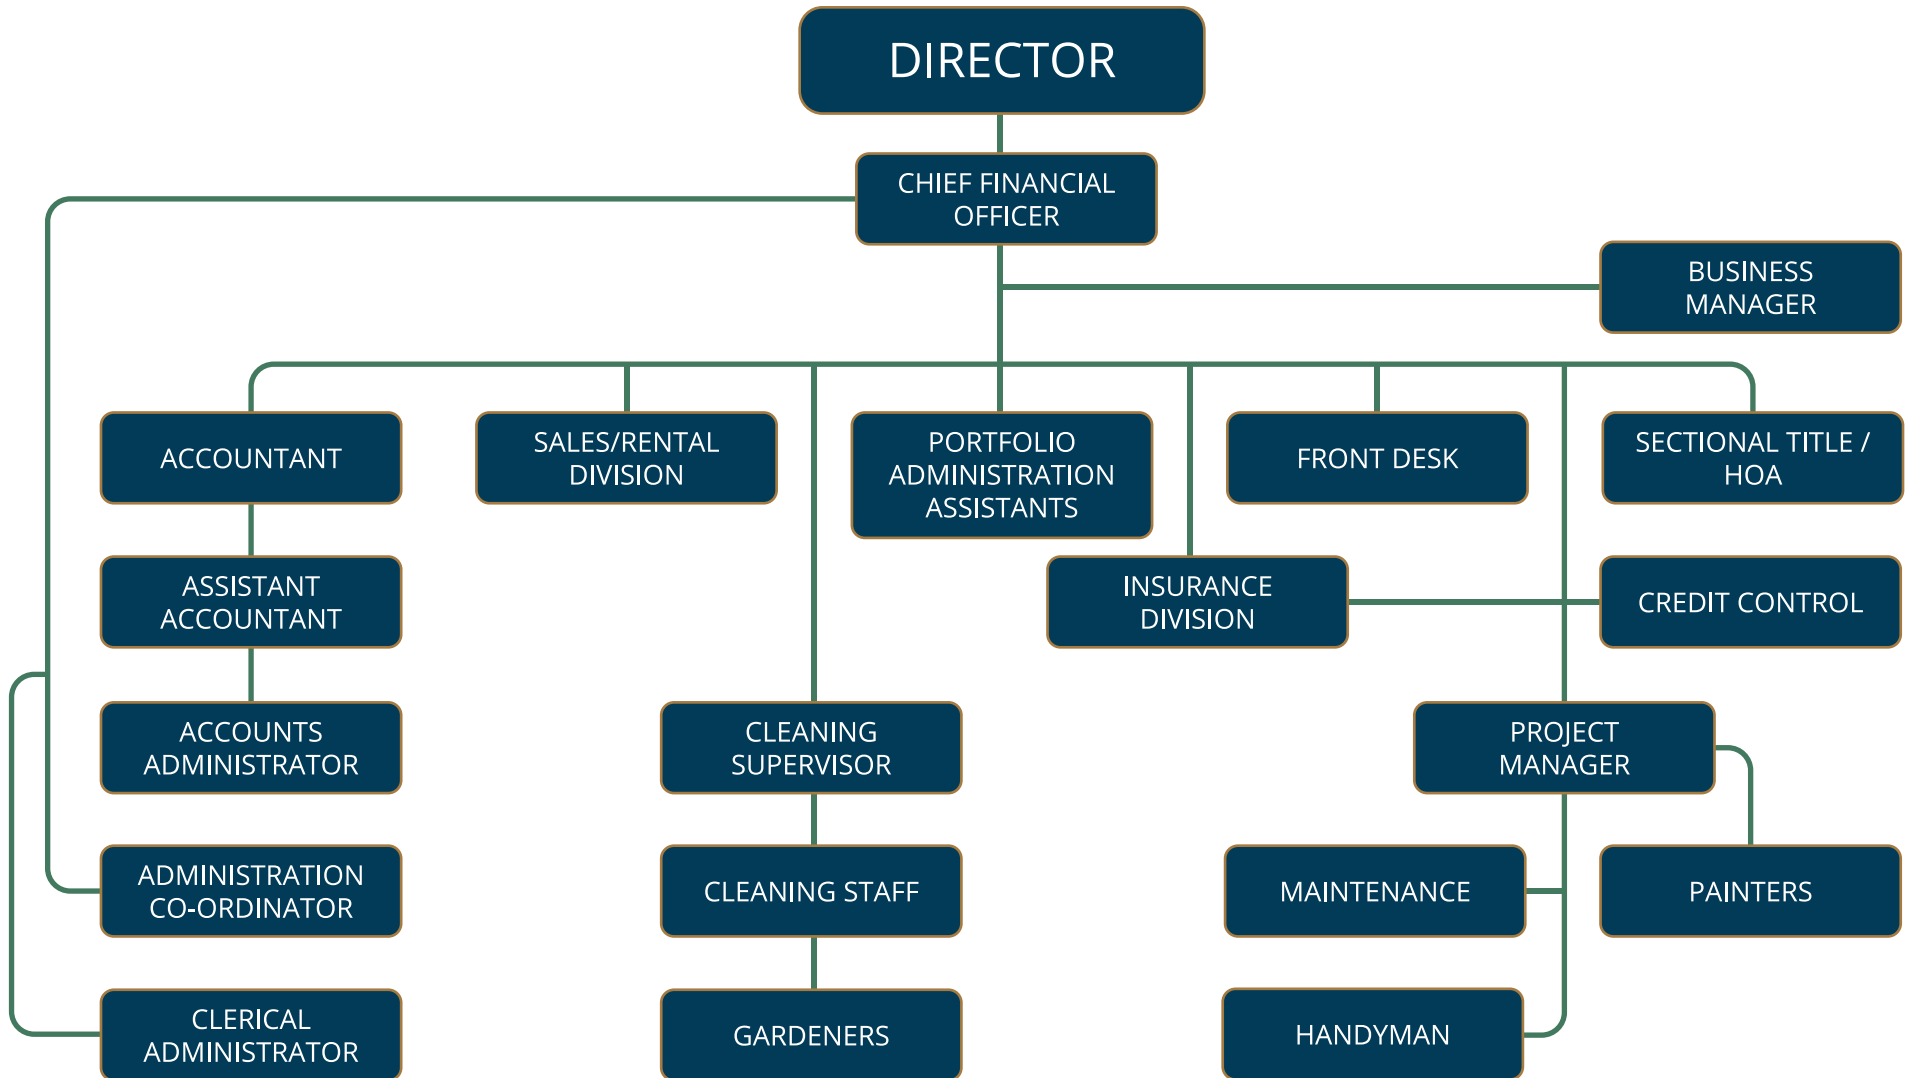 DIRECTOR
CHIEF FINANCIAL
OFFICER
BUSINESS
MANAGER
ACCOUNTANT
SALES/RENTAL
DIVISION
PORTFOLIO
ADMINISTRATION
ASSISTANTS
FRONT DESK
SECTIONAL TITLE /
HOA
ASSISTANT
ACCOUNTANT
INSURANCE
DIVISION
CREDIT CONTROL
ACCOUNTS
ADMINISTRATOR
CLEANING
SUPERVISOR
PROJECT
MANAGER
ADMINISTRATION
CO-ORDINATOR
CLEANING STAFF
MAINTENANCE
PAINTERS
CLERICAL
ADMINISTRATOR
GARDENERS
HANDYMAN